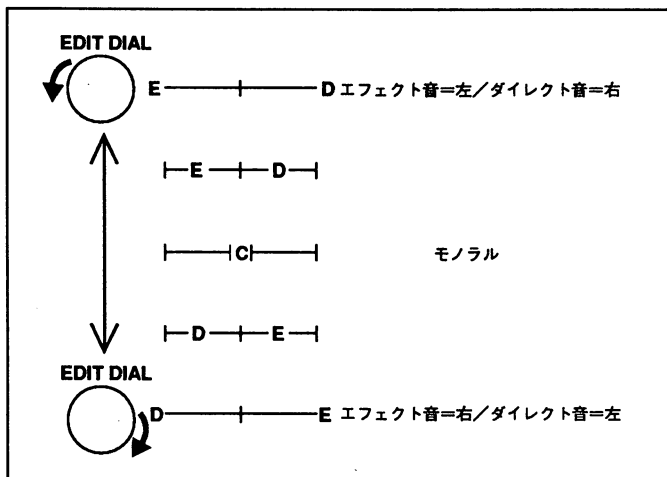 EDIT DIAL
E D エフェクト音=左/ダイレクト音=右
E D
C モノラル
D E
EDIT DIAL
D E エフェクト音=右/ダイレクト音=左